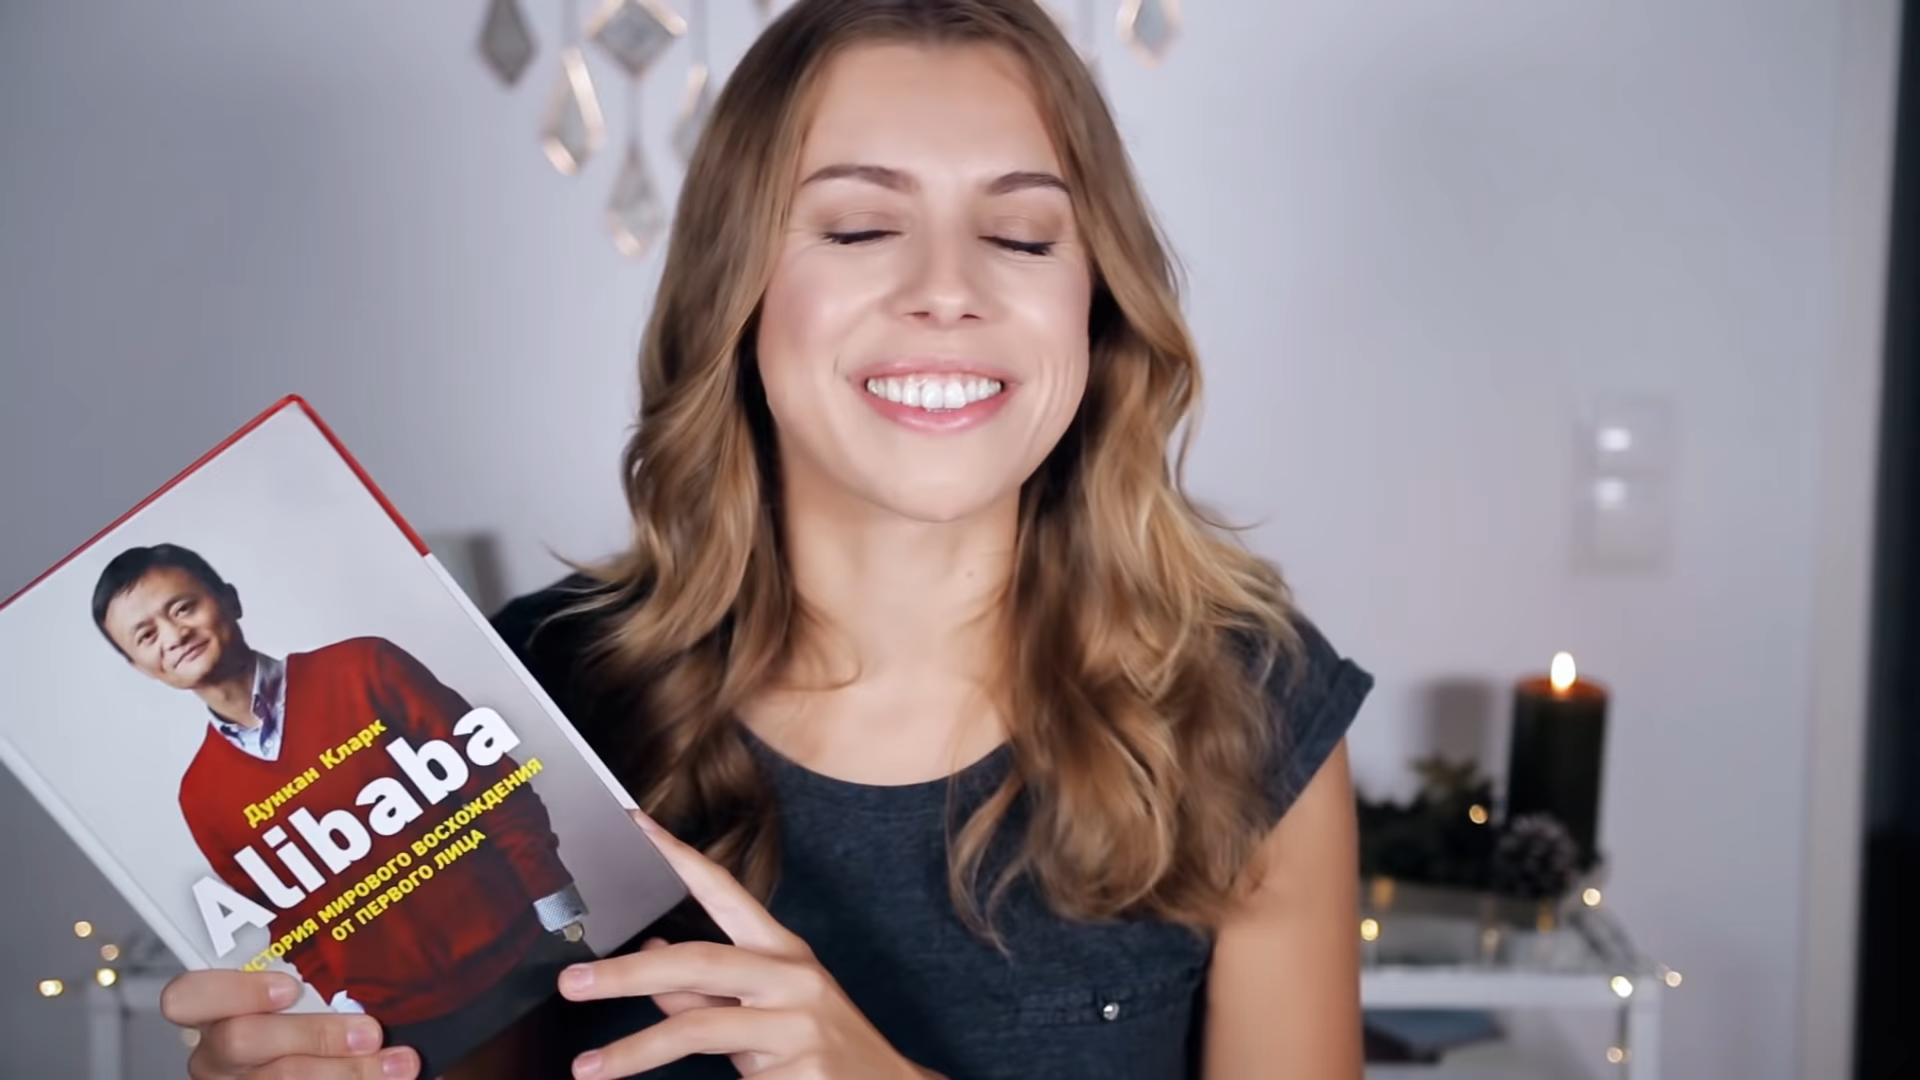 Дункан Кларк
Alibaba
ИСТОРИЯ МИРОВОГО ВОСХОЖДЕНИЯ
ОТ ПЕРВОГО ЛИЦА